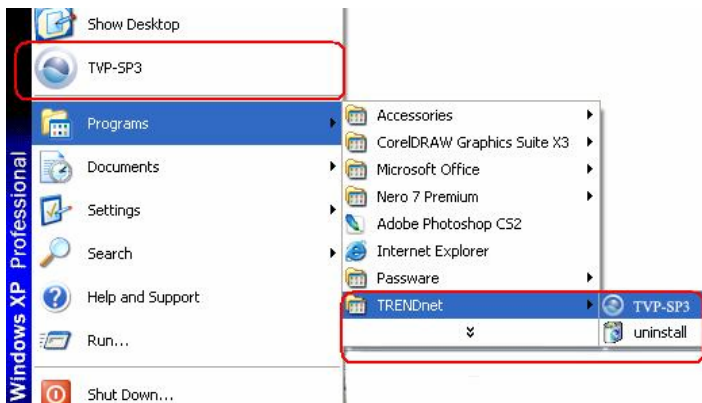 Show Desktop
TVP-SP3
Programs
Documents
Settings
Search
Help and Support
Run...
Shut Down...
Windows XP Professional
Accessories
CorelDRAW Graphics Suite X3
Microsoft Office
Nero 7 Premium
Adobe Photoshop CS2
Internet Explorer
Passware
TRENDnet
TVP-SP3
uninstall